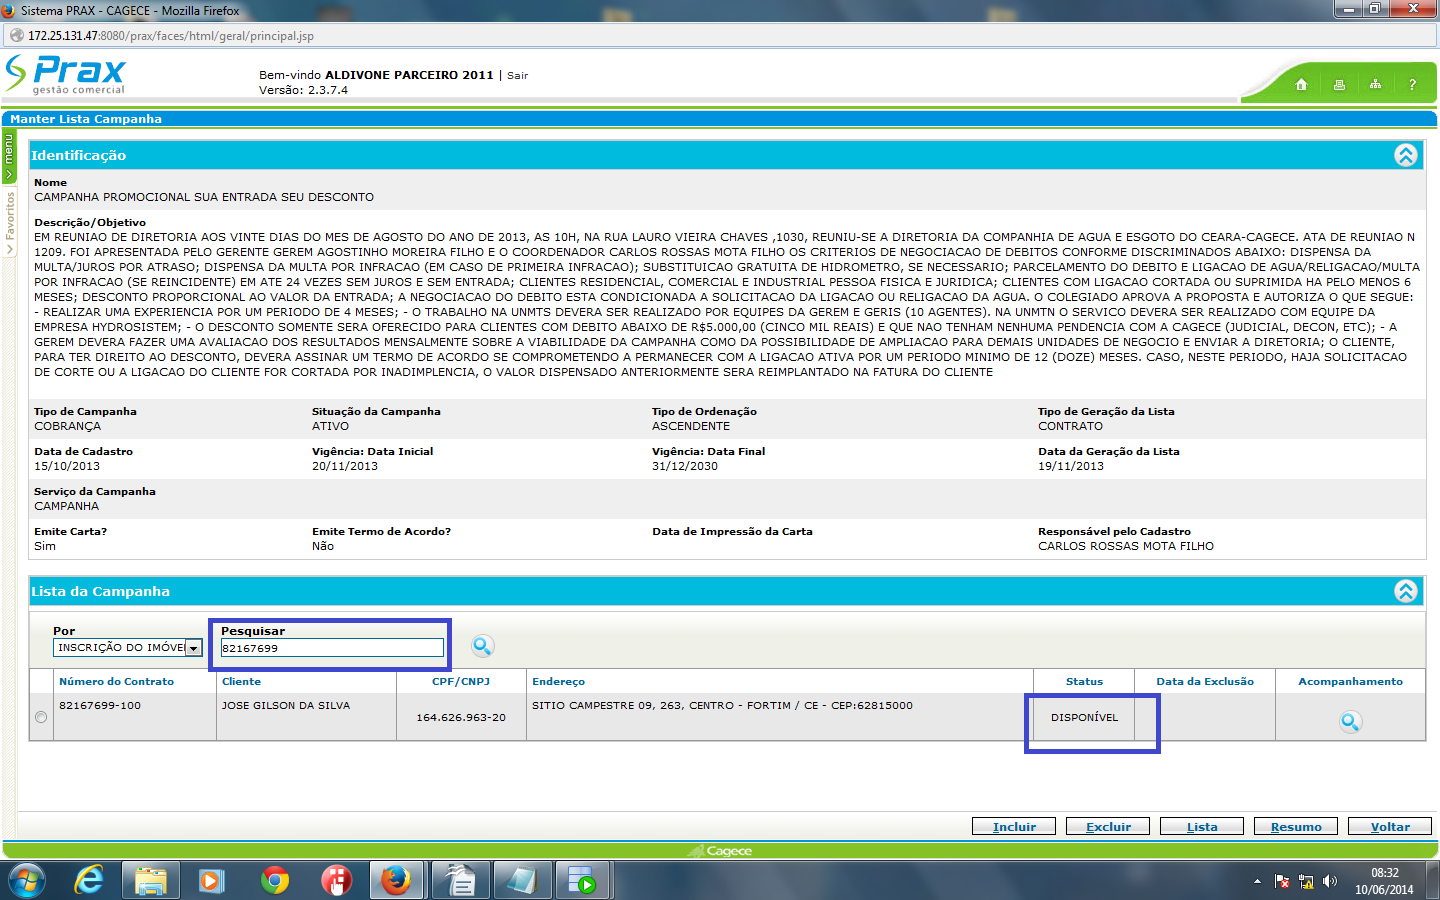 Sistema PRAX - CAGECE - Mozilla Firefox
172.25.131.47:8080/prax/faces/html/geral/principal.jsp
Prax
gestão comercial
Bem-vindo ALDIVONE PARCEIRO 2011 | Sair
Versão: 2.3.7.4
?
Manter Lista Campanha
menu
Favoritos
Identificação
Nome
CAMPANHA PROMOCIONAL SUA ENTRADA SEU DESCONTO
Descrição/Objetivo
EM REUNIAO DE DIRETORIA AOS VINTE DIAS DO MES DE AGOSTO DO ANO DE 2013, AS 10H, NA RUA LAURO VIEIRA CHAVES ,1030, REUNIU-SE A DIRETORIA DA COMPANHIA DE AGUA E ESGOTO DO CEARA-CAGECE. ATA DE REUNIAO N
1209. FOI APRESENTADA PELO GERENTE GEREM AGOSTINHO MOREIRA FILHO E O COORDENADOR CARLOS ROSSAS MOTA FILHO OS CRITERIOS DE NEGOCIACAO DE DEBITOS CONFORME DISCRIMINADOS ABAIXO: DISPENSA DA
MULTA/JUROS POR ATRASO; DISPENSA DA MULTA POR INFRACAO (EM CASO DE PRIMEIRA INFRACAO); SUBSTITUICAO GRATUITA DE HIDROMETRO, SE NECESSARIO; PARCELAMENTO DO DEBITO E LIGACAO DE AGUA/RELIGACAO/MULTA
POR INFRACAO (SE REINCIDENTE) EM ATE 24 VEZES SEM JUROS E SEM ENTRADA; CLIENTES RESIDENCIAL, COMERCIAL E INDUSTRIAL PESSOA FISICA E JURIDICA; CLIENTES COM LIGACAO CORTADA OU SUPRIMIDA HA PELO MENOS 6
MESES; DESCONTO PROPORCIONAL AO VALOR DA ENTRADA; A NEGOCIACAO DO DEBITO ESTA CONDICIONADA A SOLICITACAO DA LIGACAO OU RELIGACAO DA AGUA. O COLEGIADO APROVA A PROPOSTA E AUTORIZA O QUE SEGUE:
- REALIZAR UMA EXPERIENCIA POR UM PERIODO DE 4 MESES; - O TRABALHO NA UNMTS DEVERA SER REALIZADO POR EQUIPES DA GEREM E GERIS (10 AGENTES). NA UNMTN O SERVICO DEVERA SER REALIZADO COM EQUIPE DA
EMPRESA HYDROSISTEM; - O DESCONTO SOMENTE SERA OFERECIDO PARA CLIENTES COM DEBITO ABAIXO DE R$5.000,00 (CINCO MIL REAIS) E QUE NAO TENHAM NENHUMA PENDENCIA COM A CAGECE (JUDICIAL, DECON, ETC); - A
GEREM DEVERA FAZER UMA AVALIACAO DOS RESULTADOS MENSALMENTE SOBRE A VIABILIDADE DA CAMPANHA COMO DA POSSIBILIDADE DE AMPLIACAO PARA DEMAIS UNIDADES DE NEGOCIO E ENVIAR A DIRETORIA; O CLIENTE,
PARA TER DIREITO AO DESCONTO, DEVERA ASSINAR UM TERMO DE ACORDO SE COMPROMETENDO A PERMANECER COM A LIGACAO ATIVA POR UM PERIODO MINIMO DE 12 (DOZE) MESES. CASO, NESTE PERIODO, HAJA SOLICITACAO
DE CORTE OU A LIGACAO DO CLIENTE FOR CORTADA POR INADIMPLENCIA, O VALOR DISPENSADO ANTERIORMENTE SERA REIMPLANTADO NA FATURA DO CLIENTE
Tipo de Campanha Situação da Campanha Tipo de Ordenação Tipo de Geração da Lista
COBRANÇA ATIVO ASCENDENTE CONTRATO
Data de Cadastro Vigência: Data Inicial Vigência: Data Final Data da Geração da Lista
15/10/2013 20/11/2013 31/12/2030 19/11/2013
Serviço da Campanha
CAMPANHA
Emite Carta? Emite Termo de Acordo? Data de Impressão da Carta Responsável pelo Cadastro
Sim Não CARLOS ROSSAS MOTA FILHO
Lista da Campanha
Por Pesquisar
INSCRIÇÃO DO IMÓVE 82167699
Número do Contrato Cliente CPF/CNPJ Endereço Status Data da Exclusão Acompanhamento
82167699-100 JOSE GILSON DA SILVA 164.626.963-20 SITIO CAMPESTRE 09, 263, CENTRO - FORTIM / CE - CEP:62815000 DISPONÍVEL
Incluir Excluir Lista Resumo Voltar
Cagece
08:32
10/06/2014